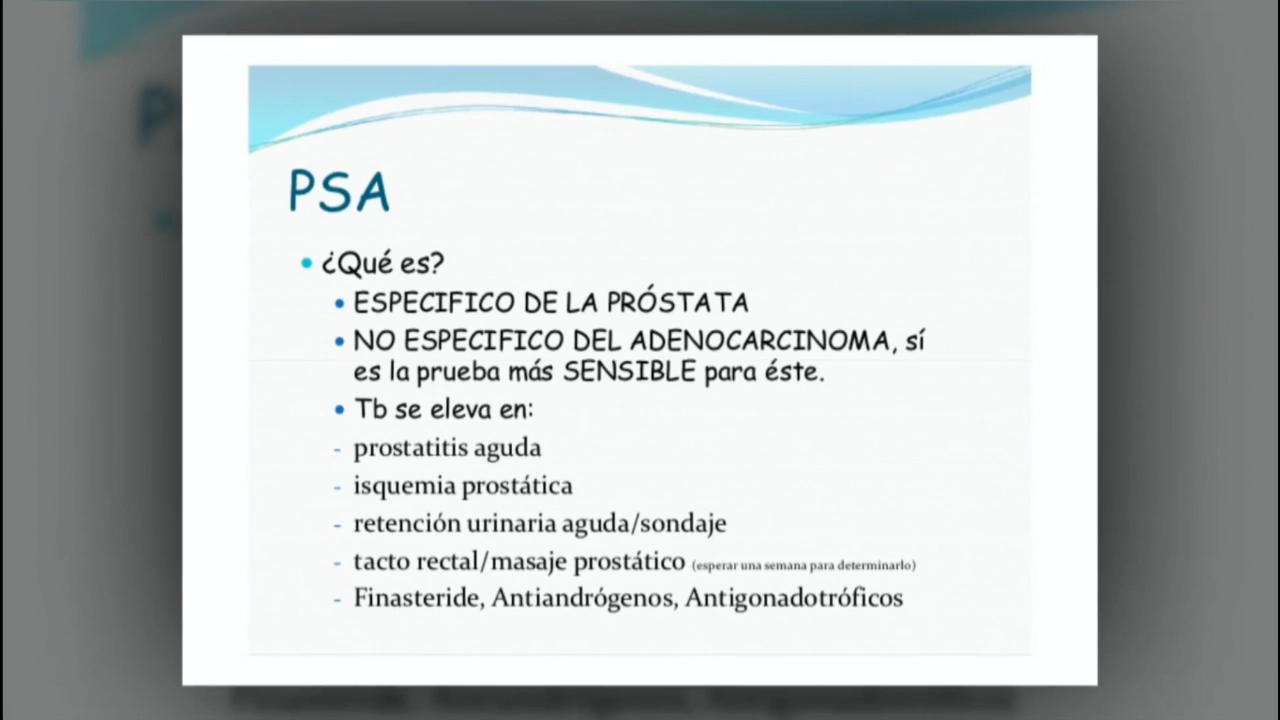 PSA
¿Qué es?
ESPECIFICO DE LA PRÓSTATA
NO ESPECIFICO DEL ADENOCARCINOMA, sí
es la prueba más SENSIBLE para éste.
Tb se eleva en:
- prostatitis aguda
- isquemia prostática
- retención urinaria aguda/sondaje
- tacto rectal/masaje prostático (esperar una semana para determinarlo)
- Finasteride, Antiandrógenos, Antigonadotróficos